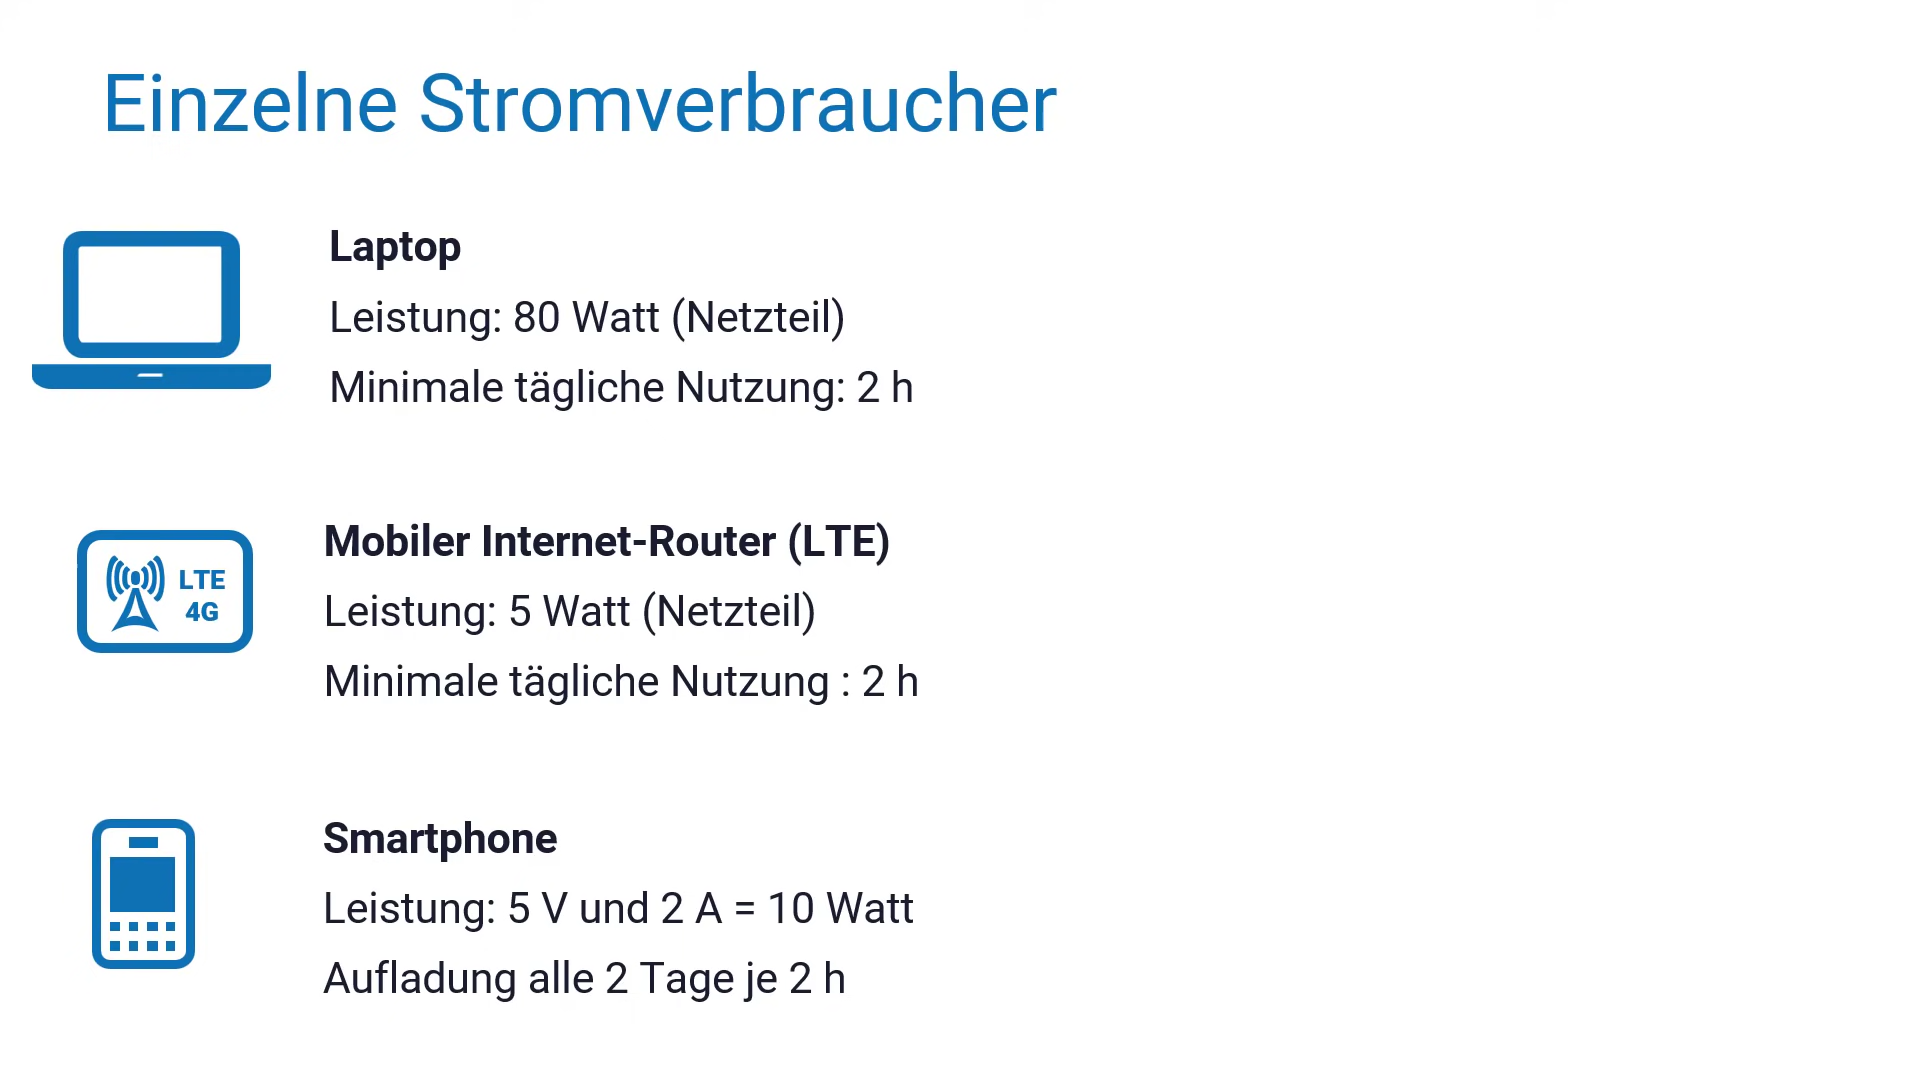 Einzelne Stromverbraucher
Laptop
Leistung: 80 Watt (Netzteil)
Minimale tägliche Nutzung: 2 h
Mobiler Internet-Router (LTE)
LTE
4G
Leistung: 5 Watt (Netzteil)
Minimale tägliche Nutzung : 2 h
Smartphone
Leistung: 5 V und 2 A = 10 Watt
Aufladung alle 2 Tage je 2 h